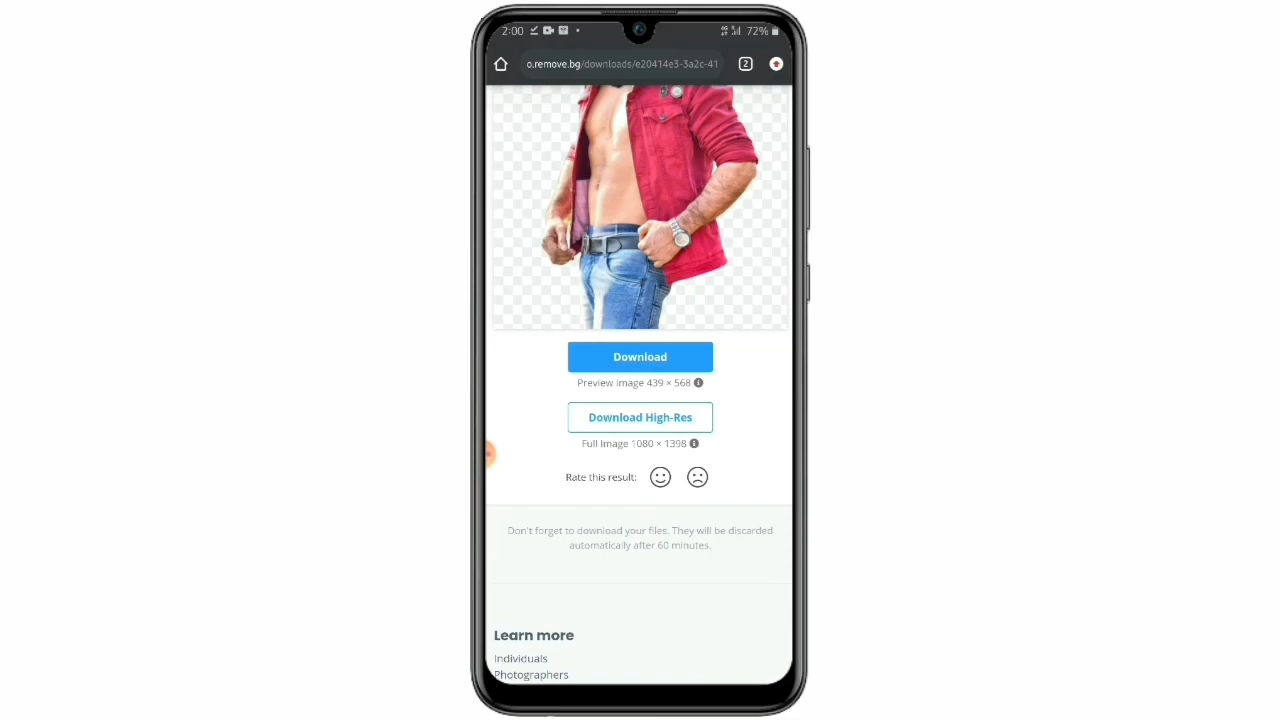 2:00
72%
o.remove.bg/downloads/e20414e3-3a2c-41
2
Download
Preview Image 439 × 568
Download High-Res
Full Image 1080 × 1398
Rate this result:
Don't forget to download your files. They will be discarded
automatically after 60 minutes.
Learn more
Individuals
Photographers